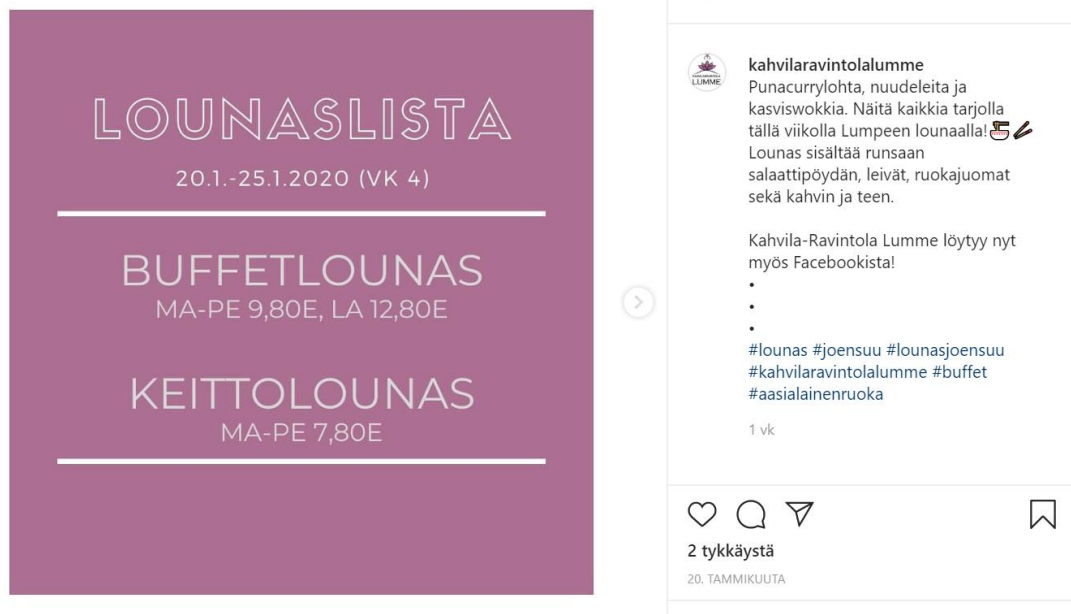 LOUNASLISTA
20.1.-25.1.2020 (VK 4)
BUFFETLOUNAS
MA-PE 9,80E, LA 12,80E
KEITTOLOUNAS
MA-PE 7,80E
LUMME
kahvilaravintolalumme
Punacurrylohta, nuudeleita ja
kasviswokkia. Näitä kaikkia tarjolla
tällä viikolla Lumpeen lounaalla!🍜🥢
Lounas sisältää runsaan
salaattipöydän, leivät, ruokajuomat
sekä kahvin ja teen.
Kahvila-Ravintola Lumme löytyy nyt
myös Facebookista!
•
•
•
#lounas #joensuu #lounasjoensuu
#kahvilaravintolalumme #buffet
#aasialainenruoka
1 vk
2 tykkäystä
20. TAMMIKUUTA